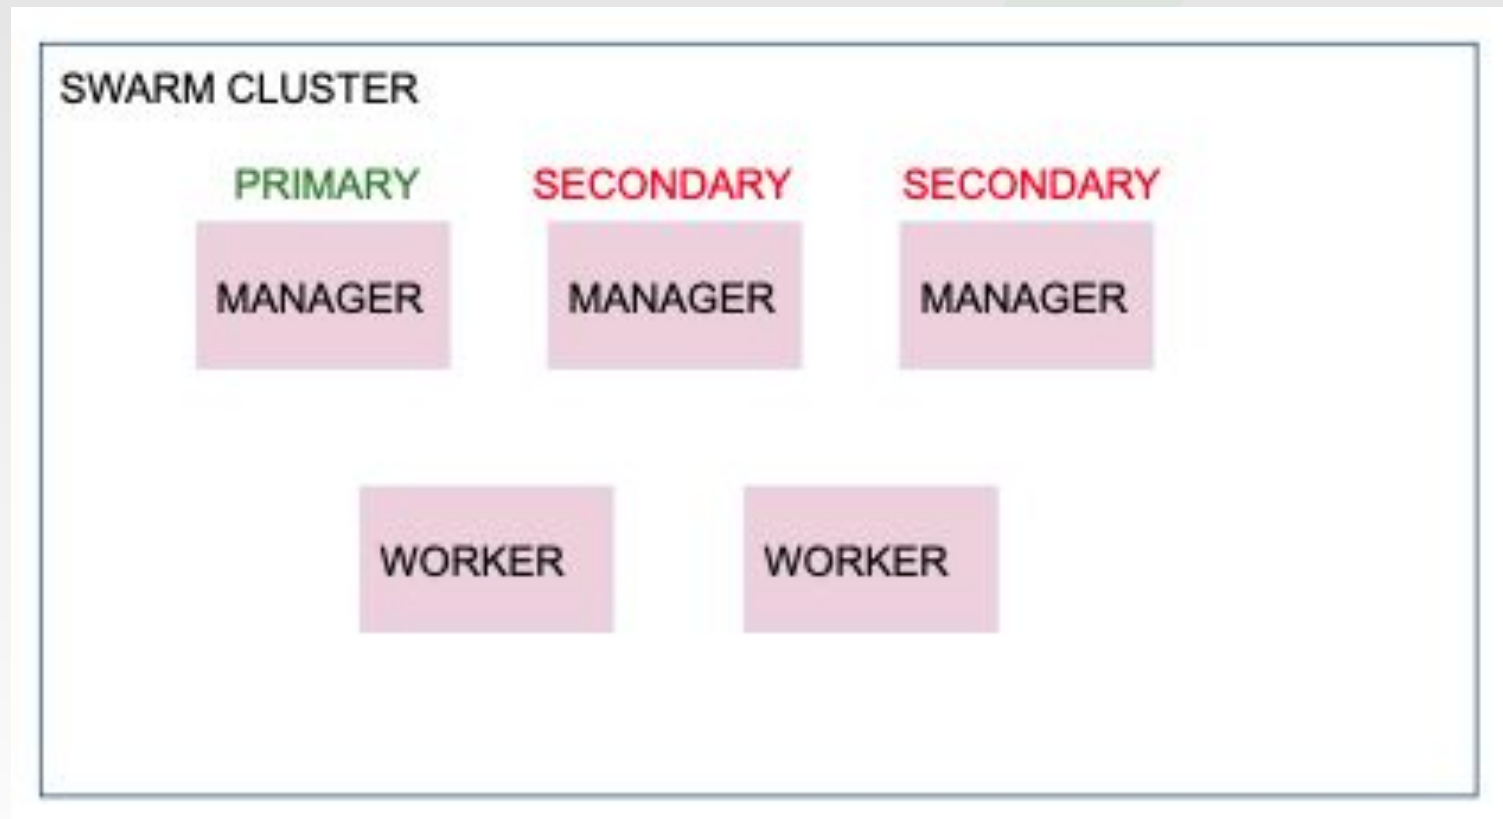 SWARM CLUSTER
PRIMARY SECONDARY SECONDARY
MANAGER MANAGER MANAGER
WORKER WORKER